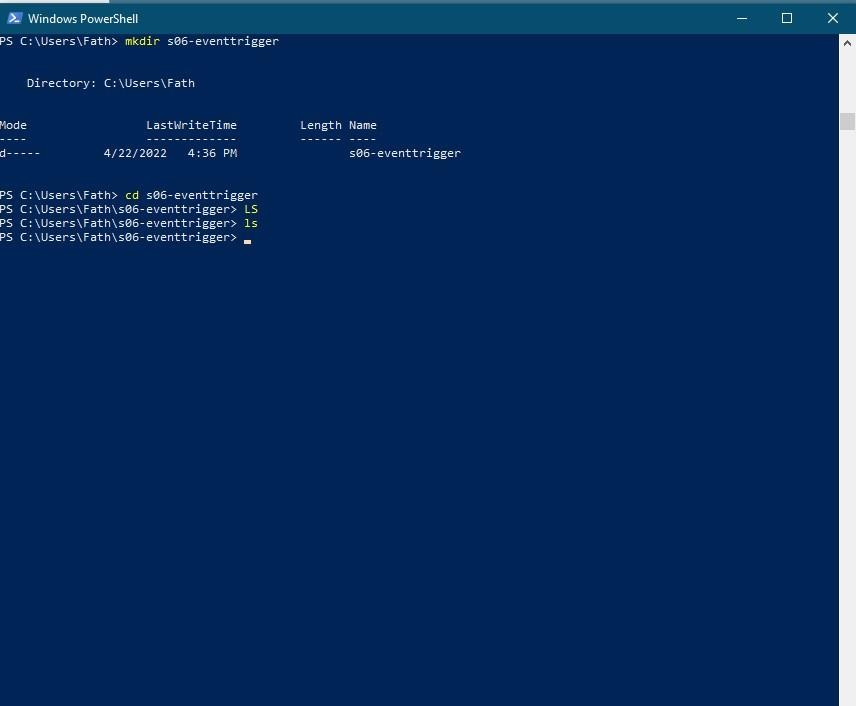 Windows PowerShell
PS C:\Users\Fath> mkdir s06-eventtrigger
Directory: C:\Users\Fath
Mode                 LastWriteTime         Length Name
----                 -------------         ------ ----
d-----         4/22/2022   4:36 PM                s06-eventtrigger
PS C:\Users\Fath> cd s06-eventtrigger
PS C:\Users\Fath\s06-eventtrigger> LS
PS C:\Users\Fath\s06-eventtrigger> ls
PS C:\Users\Fath\s06-eventtrigger>